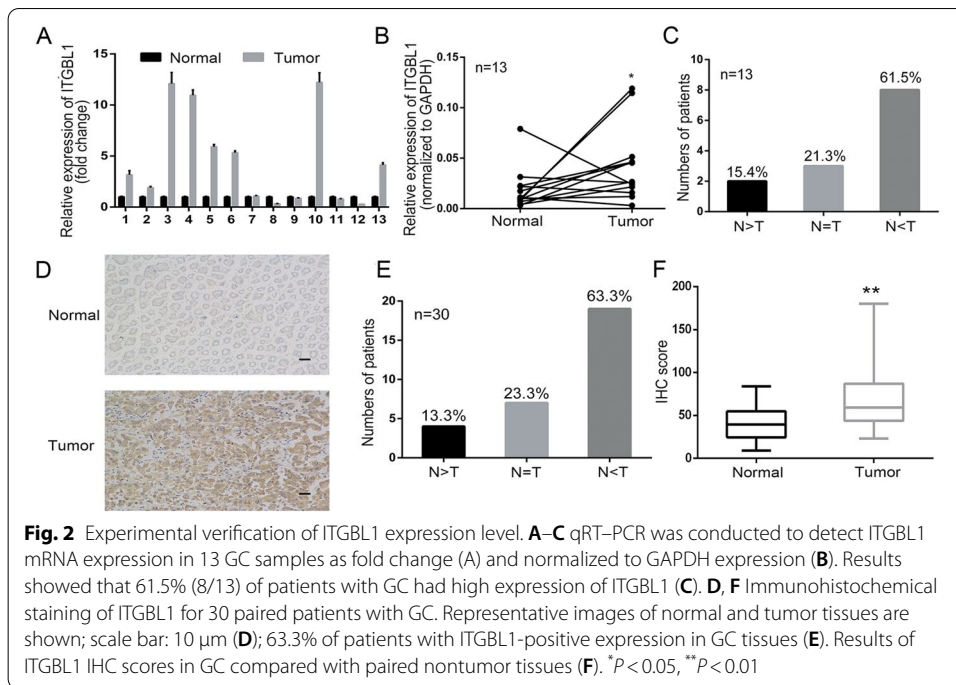 A
Normal
Tumor
Relative expression of ITGBL1
(fold change)
15
10
5
0
1 2 3 4 5 6 7 8 9 10 11 12 13
B
Relative expression of ITGBL1
(normalized to GAPDH)
n=13
*
0.15
0.10
0.05
0.00
Normal Tumor
C
Numbers of patients
n=13
10
8
6
4
2
0
15.4%
21.3%
61.5%
N>T N=T N<T
D
Normal
Tumor
E
Numbers of patients
n=30
20
15
10
5
0
13.3%
23.3%
63.3%
N>T N=T N<T
F
IHC score
**
200
150
100
50
0
Normal Tumor
Fig. 2 Experimental verification of ITGBL1 expression level. A–C qRT–PCR was conducted to detect ITGBL1
mRNA expression in 13 GC samples as fold change (A) and normalized to GAPDH expression (B). Results
showed that 61.5% (8/13) of patients with GC had high expression of ITGBL1 (C). D, F Immunohistochemical
staining of ITGBL1 for 30 paired patients with GC. Representative images of normal and tumor tissues are
shown; scale bar: 10 μm (D); 63.3% of patients with ITGBL1-positive expression in GC tissues (E). Results of
ITGBL1 IHC scores in GC compared with paired nontumor tissues (F). *P < 0.05, **P < 0.01